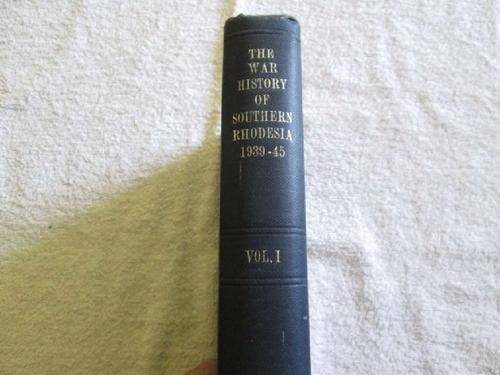 THE
WAR
HISTORY
OF
SOUTHERN
RHODESIA
1939-45
VOL. I